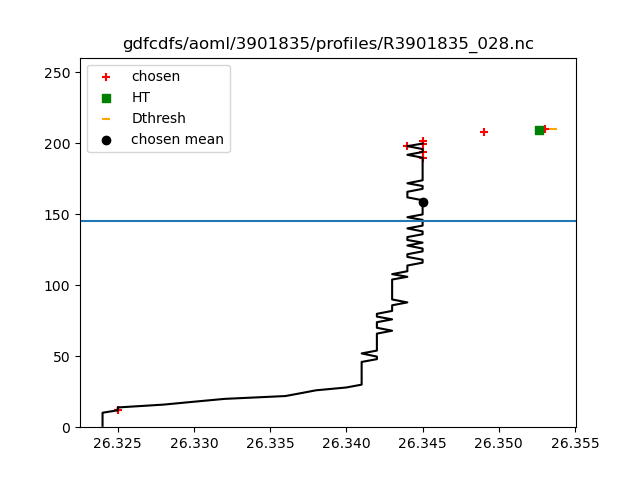 gdfcdfs/aoml/3901835/profiles/R3901835_028.nc
chosen
HT
Dthresh
chosen mean
250
200
150
100
50
0
26.325 26.330 26.335 26.340 26.345 26.350 26.355